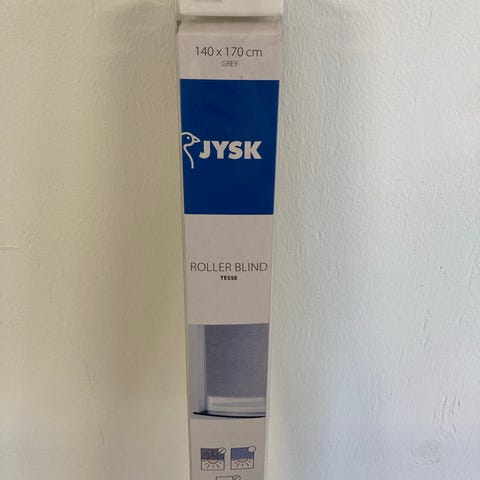 140 x 170 cm
GREY
JYSK
ROLLER BLIND
TESSE